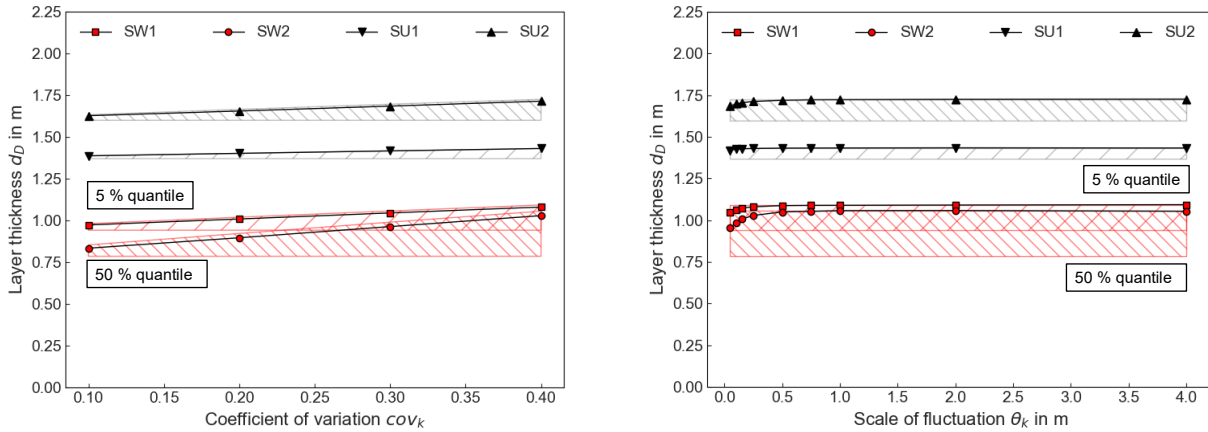 2.25
SW1 SW2 SU1 SU2
2.00
1.75
1.50
1.25
5 % quantile
1.00
0.75
50 % quantile
0.50
0.25
0.00
0.10 0.15 0.20 0.25 0.30 0.35 0.40
Layer thickness d_D in m
Coefficient of variation cov_k
2.25
SW1 SW2 SU1 SU2
2.00
1.75
1.50
1.25
5 % quantile
1.00
0.75
50 % quantile
0.50
0.25
0.00
0.0 0.5 1.0 1.5 2.0 2.5 3.0 3.5 4.0
Layer thickness d_D in m
Scale of fluctuation θ_k in m